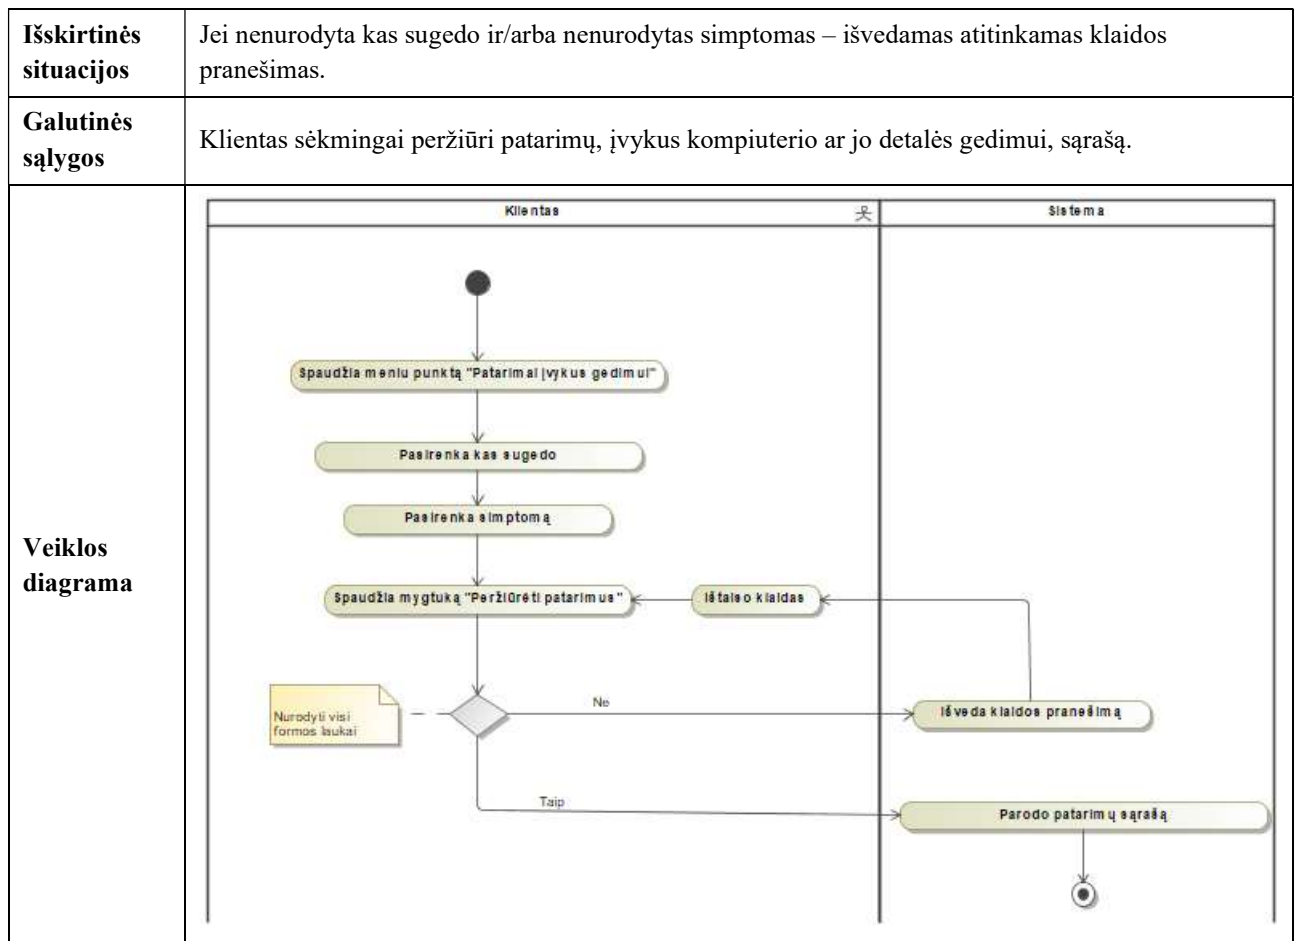 Išskirtinės situacijos
Jei nenurodyta kas sugedo ir/arba nenurodytas simptomas – išvedamas atitinkamas klaidos
pranešimas.
Galutinės sąlygos
Klientas sėkmingai peržiūri patarimų, įvykus kompiuterio ar jo detalės gedimui, sąrašą.
Veiklos diagrama
Klientas
Sistema
Spaudžia meniu punktą "Patarimai įvykus gedimui"
Pasirenka kas sugedo
Pasirenka simptomą
Spaudžia mygtuką "Peržiūrėti patarimus"
Ištaiso klaidas
Nurodyti visi
formos laukai
Ne
Išveda klaidos pranešimą
Taip
Parodo patarimų sąrašą